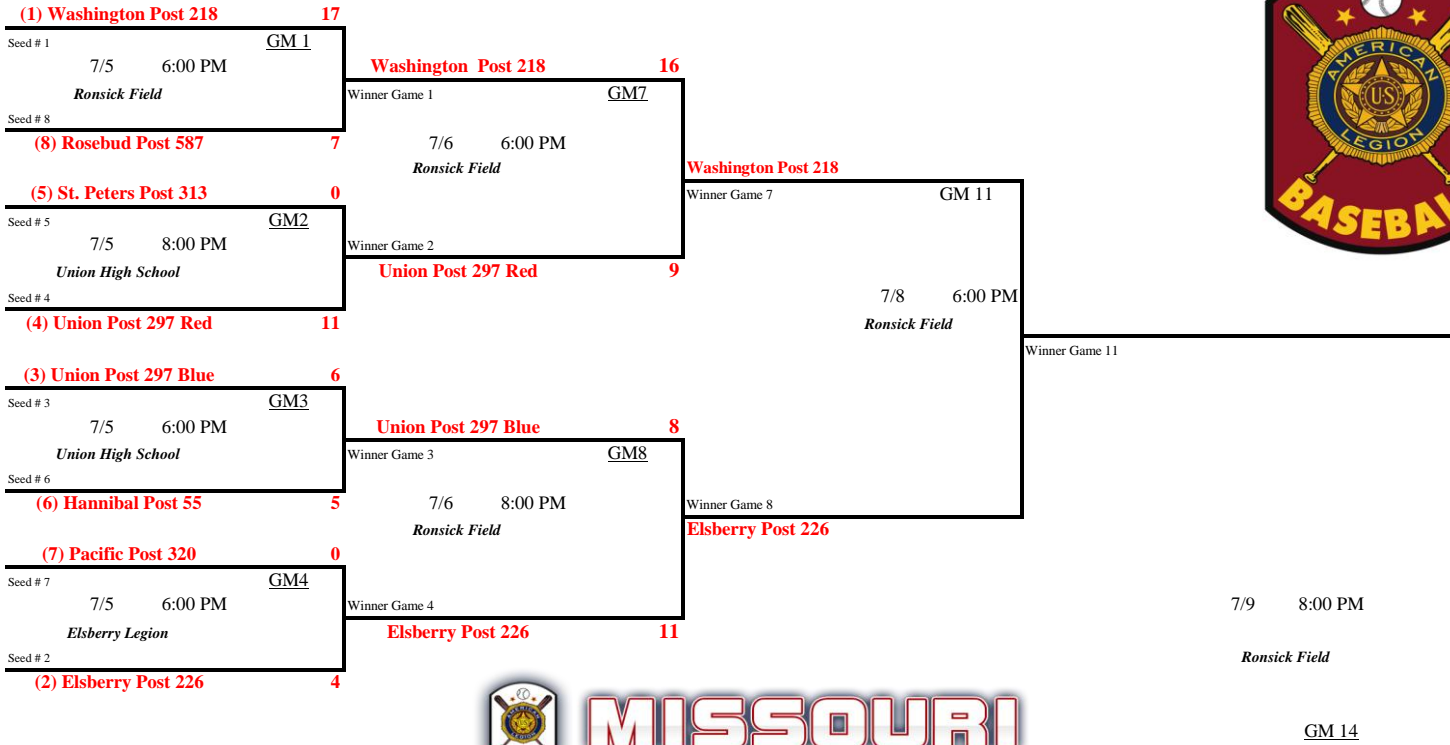 (1) Washington Post 218 17
Seed # 1 GM 1
7/5 6:00 PM
Ronsick Field
Seed # 8
(8) Rosebud Post 587 7
(5) St. Peters Post 313 0
Seed # 5 GM2
7/5 8:00 PM
Union High School
Seed # 4
(4) Union Post 297 Red 11
(3) Union Post 297 Blue 6
Seed # 3 GM3
7/5 6:00 PM
Union High School
Seed # 6
(6) Hannibal Post 55 5
(7) Pacific Post 320 0
Seed # 7 GM4
7/5 6:00 PM
Elsberry Legion
Seed # 2
(2) Elsberry Post 226 4
Washington Post 218 16
Winner Game 1 GM7
7/6 6:00 PM
Ronsick Field
Winner Game 2
Union Post 297 Red 9
Union Post 297 Blue 8
Winner Game 3 GM8
7/6 8:00 PM
Ronsick Field
Winner Game 4
Elsberry Post 226 11
Washington Post 218
Winner Game 7 GM 11
7/8 6:00 PM
Ronsick Field
Winner Game 8
Elsberry Post 226
Winner Game 11
7/9 8:00 PM
Ronsick Field
GM 14
AMERICAN
U.S
LEGION
BASEBAL
MISSOURI